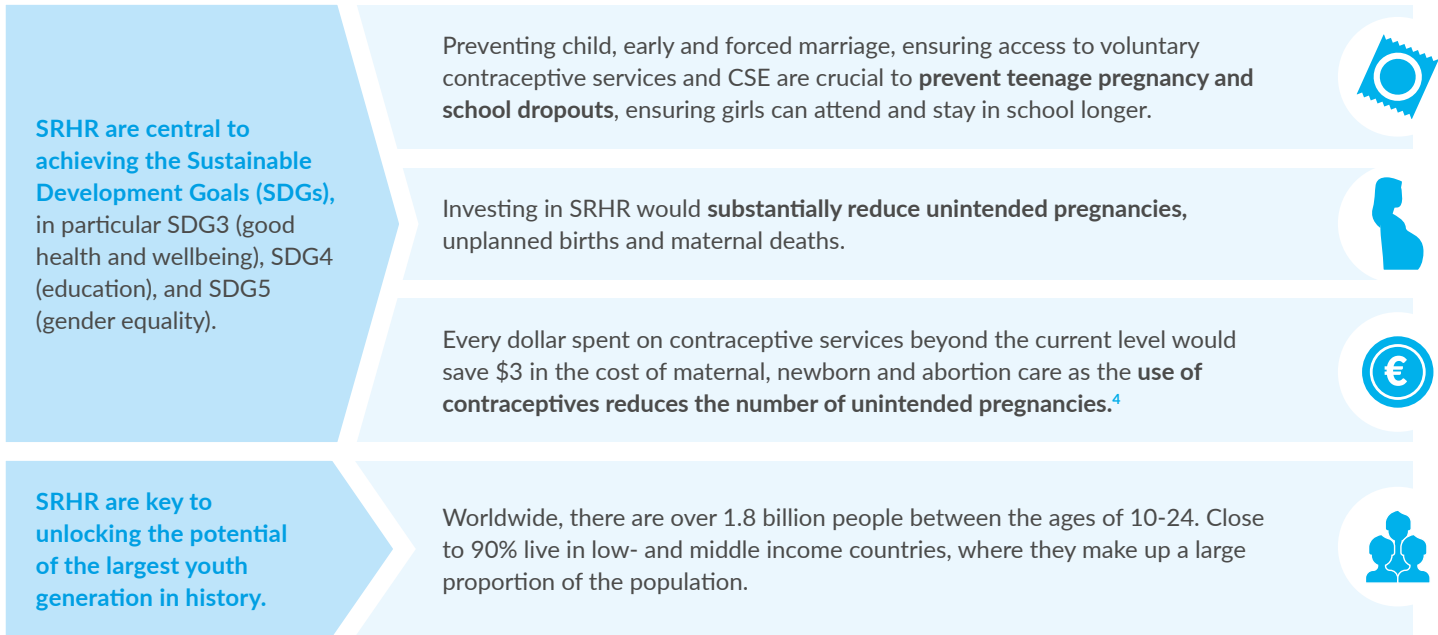 SRHR are central to
achieving the Sustainable
Development Goals (SDGs),
in particular SDG3 (good
health and wellbeing), SDG4
(education), and SDG5
(gender equality).
Preventing child, early and forced marriage, ensuring access to voluntary
contraceptive services and CSE are crucial to prevent teenage pregnancy and
school dropouts, ensuring girls can attend and stay in school longer.
Investing in SRHR would substantially reduce unintended pregnancies,
unplanned births and maternal deaths.
Every dollar spent on contraceptive services beyond the current level would
save $3 in the cost of maternal, newborn and abortion care as the use of
contraceptives reduces the number of unintended pregnancies.⁴
€
SRHR are key to
unlocking the potential
of the largest youth
generation in history.
Worldwide, there are over 1.8 billion people between the ages of 10-24. Close
to 90% live in low- and middle income countries, where they make up a large
proportion of the population.